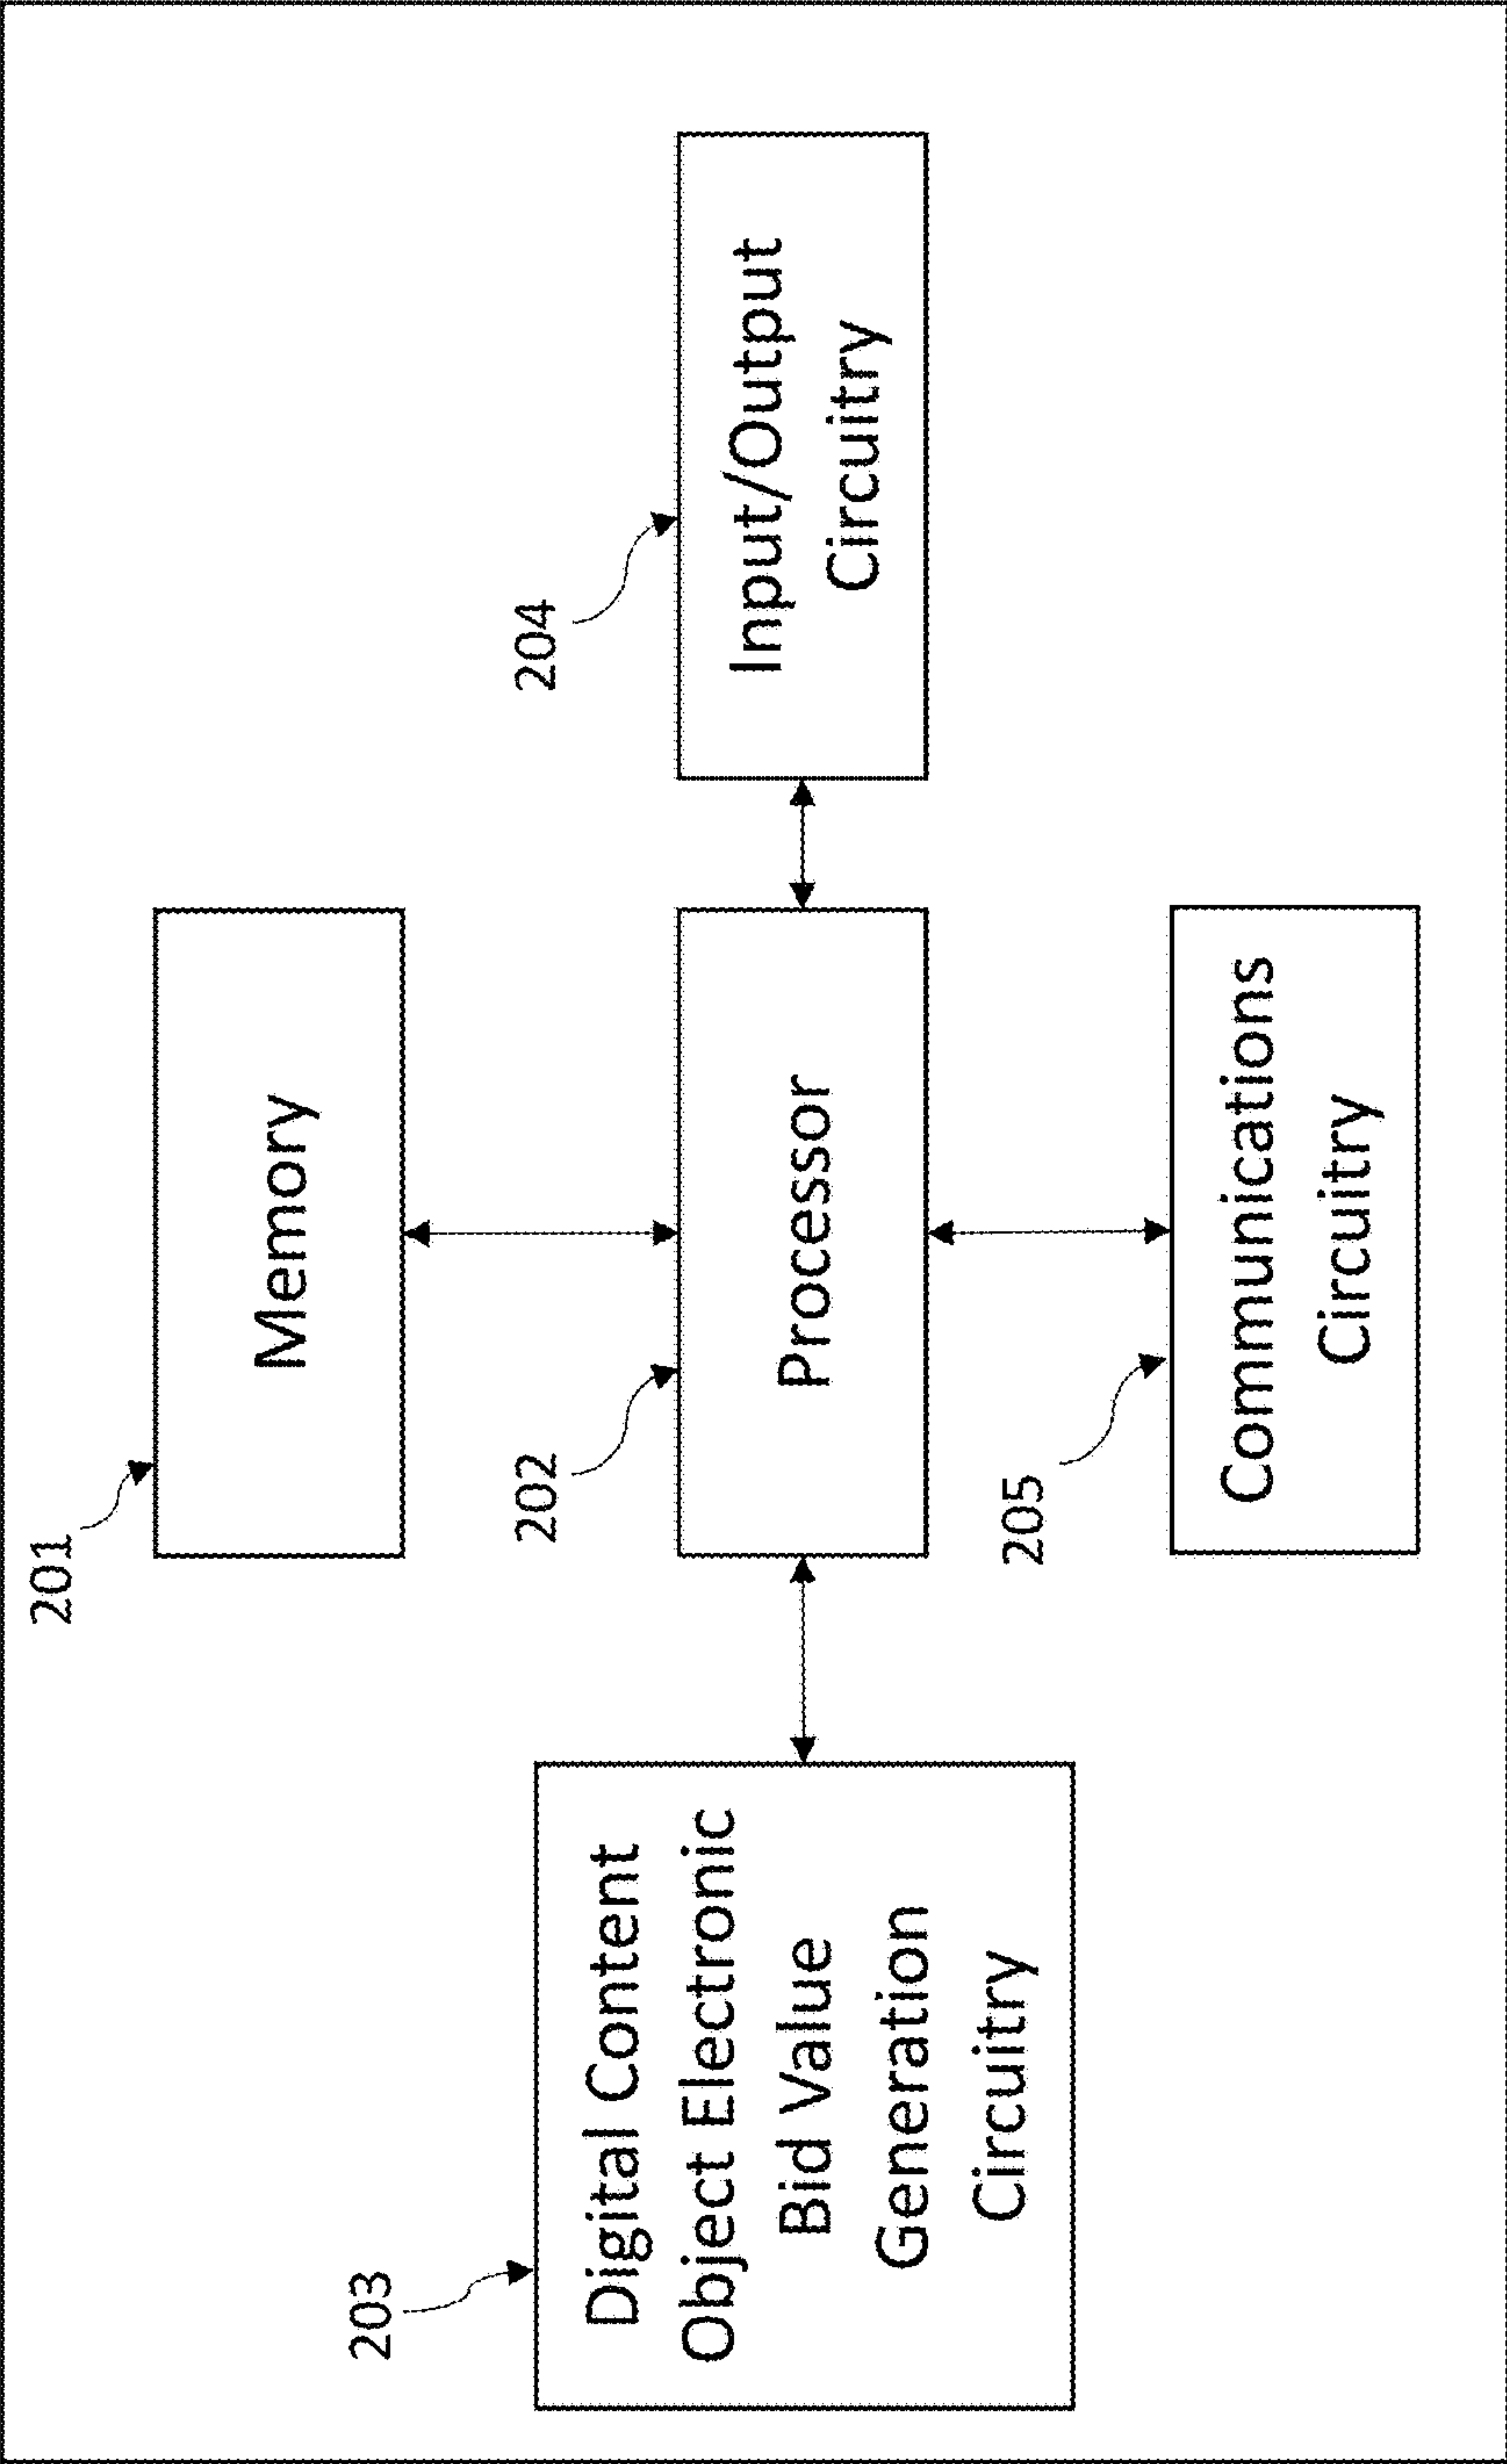 201
Memory
203
Digital Content
Object Electronic
Bid Value
Generation
Circuitry
202
Processor
204
Input/Output
Circuitry
205
Communications
Circuitry